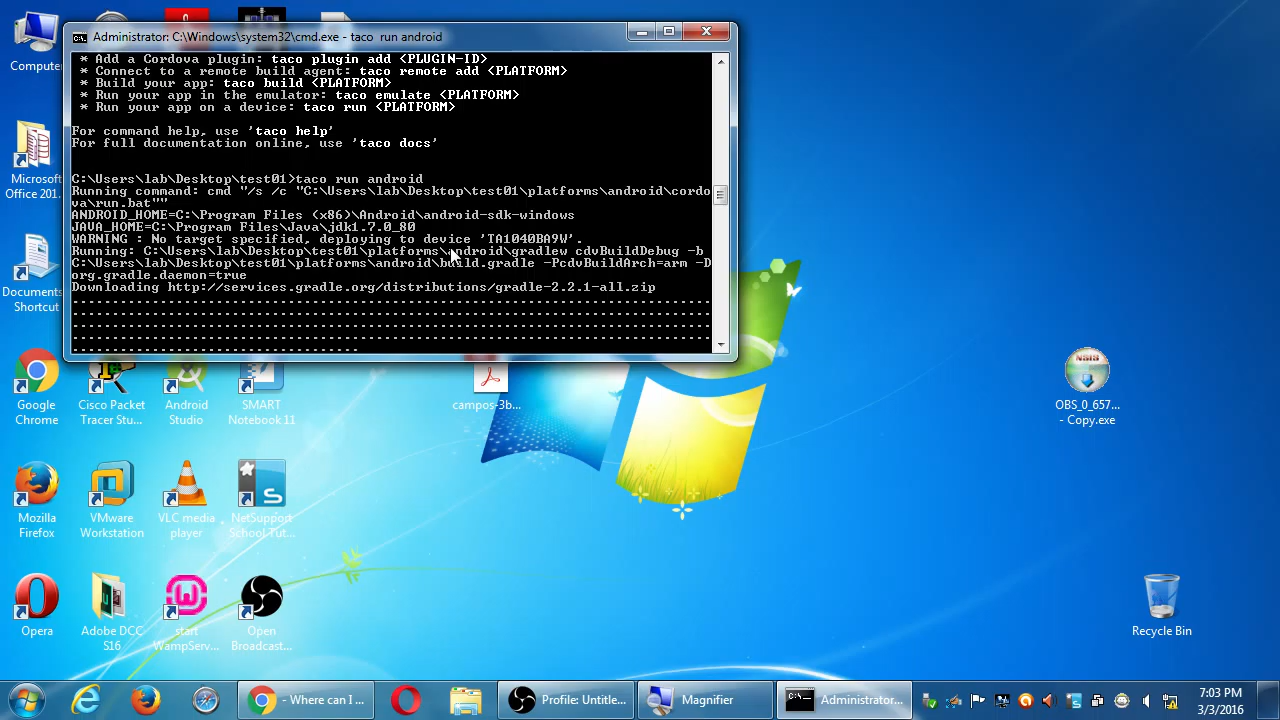 Administrator: C:\Windows\system32\cmd.exe - taco  run android
* Add a Cordova plugin: taco plugin add <PLUGIN-ID>
* Connect to a remote build agent: taco remote add <PLATFORM>
* Build your app: taco build <PLATFORM>
* Run your app in the emulator: taco emulate <PLATFORM>
* Run your app on a device: taco run <PLATFORM>
For command help, use 'taco help'
For full documentation online, use 'taco docs'
C:\Users\lab\Desktop\test01>taco run android
Running command: cmd "/s /c "C:\Users\lab\Desktop\test01\platforms\android\cordo
va\run.bat""
ANDROID_HOME=C:\Program Files (x86)\Android\android-sdk-windows
JAVA_HOME=C:\Program Files\Java\jdk1.7.0_80
WARNING : No target specified, deploying to device 'TA1040BA9W'.
Running: C:\Users\lab\Desktop\test01\platforms\android\gradlew cdvBuildDebug -b
C:\Users\lab\Desktop\test01\platforms\android\build.gradle -PcdvBuildArch=arm -D
org.gradle.daemon=true
Downloading http://services.gradle.org/distributions/gradle-2.2.1-all.zip
................................................................................
................................................................................
................................................................................
....................................
Computer
Microsoft
Office 201...
Documents
Shortcut
Google
Chrome
Cisco Packet
Tracer Stu...
Android
Studio
SMART
Notebook 11
campos-3b...
OBS_0_657...
- Copy.exe
Mozilla
Firefox
VMware
Workstation
VLC media
player
NetSupport
School Tut...
Opera
Adobe DCC
S16
start
WampServ...
Open
Broadcast...
Recycle Bin
- Where can I ...
Profile: Untitle...
Magnifier
Administrator...
7:03 PM
3/3/2016